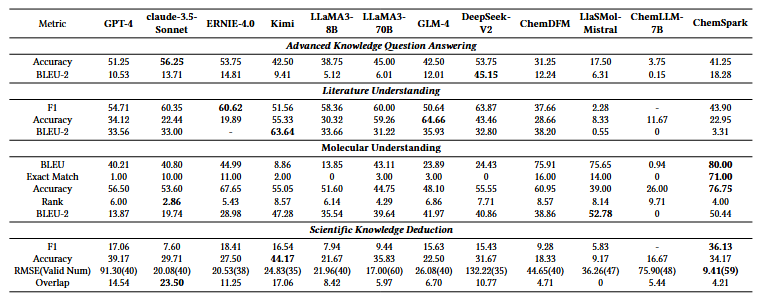 Metric GPT-4 claude-3.5-Sonnet ERNIE-4.0 Kimi LLaMA3-8B LLaMA3-70B GLM-4 DeepSeek-V2 ChemDFM LlaSMol-Mistral ChemLLM-7B ChemSpark
Advanced Knowledge Question Answering
Accuracy 51.25 56.25 53.75 42.50 38.75 45.00 42.50 53.75 31.25 17.50 3.75 41.25
BLEU-2 10.53 13.71 14.81 9.41 5.12 6.01 12.01 45.15 12.24 6.31 0.15 18.28
Literature Understanding
F1 54.71 60.35 60.62 51.56 58.36 60.00 50.64 63.87 37.66 2.28 - 43.90
Accuracy 34.12 22.44 19.89 55.33 30.32 59.26 64.66 43.46 28.66 8.33 11.67 22.95
BLEU-2 33.56 33.00 - 63.64 33.66 31.22 35.93 32.80 38.20 0.55 0 3.31
Molecular Understanding
BLEU 40.21 40.80 44.99 8.86 13.85 43.11 23.89 24.43 75.91 75.65 0.94 80.00
Exact Match 1.00 10.00 11.00 2.00 0 3.00 3.00 0 16.00 14.00 0 71.00
Accuracy 56.50 53.60 67.65 55.05 51.60 44.75 48.10 55.55 60.95 39.00 26.00 76.75
Rank 6.00 2.86 5.43 8.57 6.14 4.29 6.86 7.71 8.57 8.14 9.71 4.00
BLEU-2 13.87 19.74 28.98 47.28 35.54 39.64 41.97 40.86 38.86 52.78 0 50.44
Scientific Knowledge Deduction
F1 17.06 7.60 18.41 16.54 7.94 9.44 15.63 15.43 9.28 5.83 - 36.13
Accuracy 39.17 29.71 27.50 44.17 21.67 35.83 22.50 31.67 18.33 9.17 16.67 34.17
RMSE(Valid Num) 91.30(40) 20.08(40) 20.53(38) 24.83(35) 21.96(40) 17.00(60) 26.08(40) 132.22(35) 44.65(40) 36.26(47) 75.90(48) 9.41(59)
Overlap 14.54 23.50 11.25 17.06 8.42 5.97 6.70 10.77 4.71 0 5.44 4.21